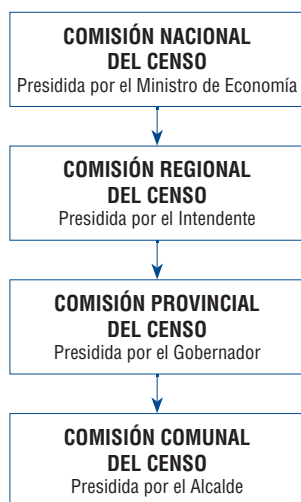 COMISIÓN NACIONAL
DEL CENSO
Presidida por el Ministro de Economía
COMISIÓN REGIONAL
DEL CENSO
Presidida por el Intendente
COMISIÓN PROVINCIAL
DEL CENSO
Presidida por el Gobernador
COMISIÓN COMUNAL
DEL CENSO
Presidida por el Alcalde